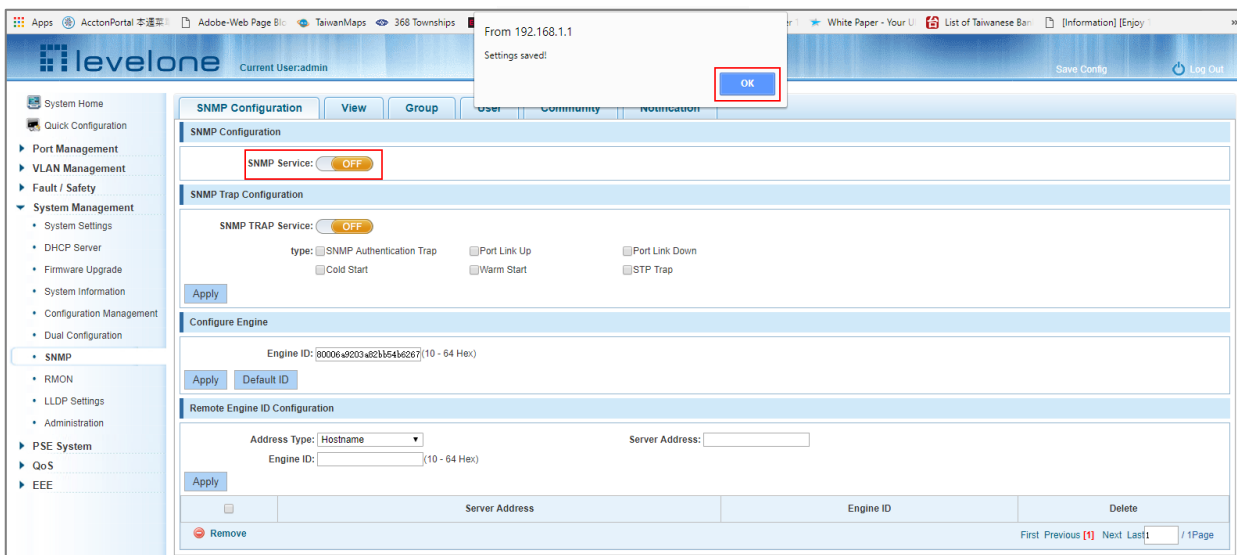 Apps AcctonPortal 本週菜 Adobe-Web Page Blo TaiwanMaps 368 Townships White Paper - Your U List of Taiwanese Ban [Information] [Enjoy »
From 192.168.1.1
Settings saved!
OK
levelone Current User:admin Save Config Log Out
System Home
Quick Configuration
Port Management
VLAN Management
Fault / Safety
System Management
System Settings
DHCP Server
Firmware Upgrade
System Information
Configuration Management
Dual Configuration
SNMP
RMON
LLDP Settings
Administration
PSE System
QoS
EEE
SNMP Configuration View Group User Community Notification
SNMP Configuration
SNMP Service: OFF
SNMP Trap Configuration
SNMP TRAP Service: OFF
type: SNMP Authentication Trap Port Link Up Port Link Down
Cold Start Warm Start STP Trap
Apply
Configure Engine
Engine ID: 80006a9203a82bb54b6267 (10 - 64 Hex)
Apply Default ID
Remote Engine ID Configuration
Address Type: Hostname Server Address:
Engine ID: (10 - 64 Hex)
Apply
Server Address Engine ID Delete
Remove First Previous [1] Next Last 1 / 1Page